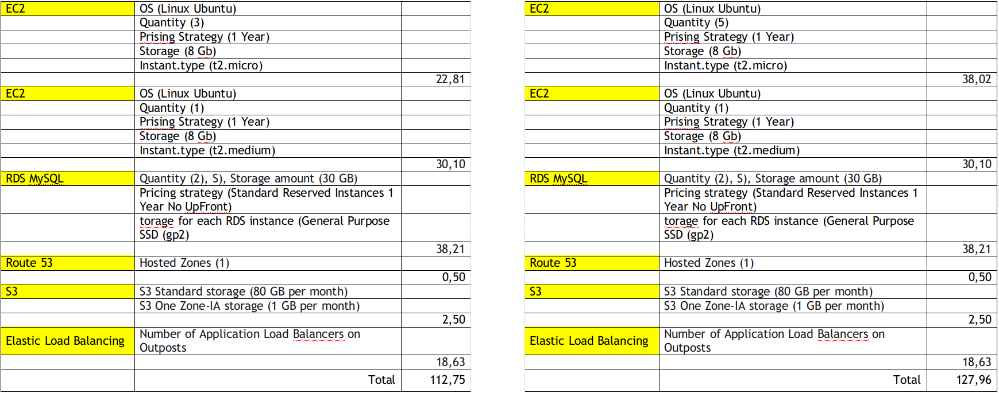 EC2 OS (Linux Ubuntu)
Quantity (3)
Prising Strategy (1 Year)
Storage (8 Gb)
Instant.type (t2.micro)
22,81
EC2 OS (Linux Ubuntu)
Quantity (1)
Prising Strategy (1 Year)
Storage (8 Gb)
Instant.type (t2.medium)
30,10
RDS MySQL Quantity (2), S), Storage amount (30 GB)
Pricing strategy (Standard Reserved Instances 1
Year No UpFront)
torage for each RDS instance (General Purpose
SSD (gp2)
38,21
Route 53 Hosted Zones (1)
0,50
S3 S3 Standard storage (80 GB per month)
S3 One Zone-IA storage (1 GB per month)
2,50
Elastic Load Balancing Number of Application Load Balancers on
Outposts
18,63
Total 112,75
EC2 OS (Linux Ubuntu)
Quantity (5)
Prising Strategy (1 Year)
Storage (8 Gb)
Instant.type (t2.micro)
38,02
EC2 OS (Linux Ubuntu)
Quantity (1)
Prising Strategy (1 Year)
Storage (8 Gb)
Instant.type (t2.medium)
30,10
RDS MySQL Quantity (2), S), Storage amount (30 GB)
Pricing strategy (Standard Reserved Instances 1
Year No UpFront)
torage for each RDS instance (General Purpose
SSD (gp2)
38,21
Route 53 Hosted Zones (1)
0,50
S3 S3 Standard storage (80 GB per month)
S3 One Zone-IA storage (1 GB per month)
2,50
Elastic Load Balancing Number of Application Load Balancers on
Outposts
18,63
Total 127,96